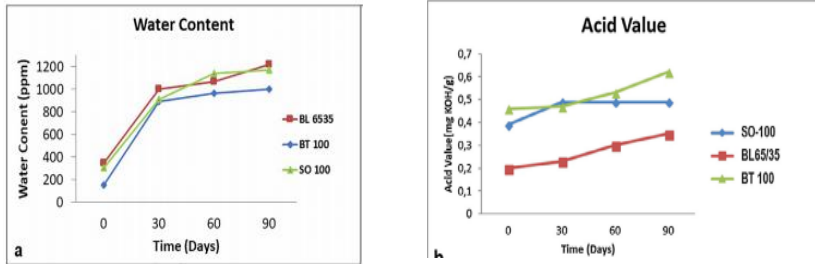 Water Content
Water Conent (ppm)
1200
1000
800
600
400
200
0
0 30 60 90
Time (Days)
BL 6535
BT 100
SO 100
a
Acid Value
Acid Value(mg KOH/g)
0,7
0,6
0,5
0,4
0,3
0,2
0,1
0
0 30 60 90
Time (Days)
SO-100
BL65/35
BT 100
b